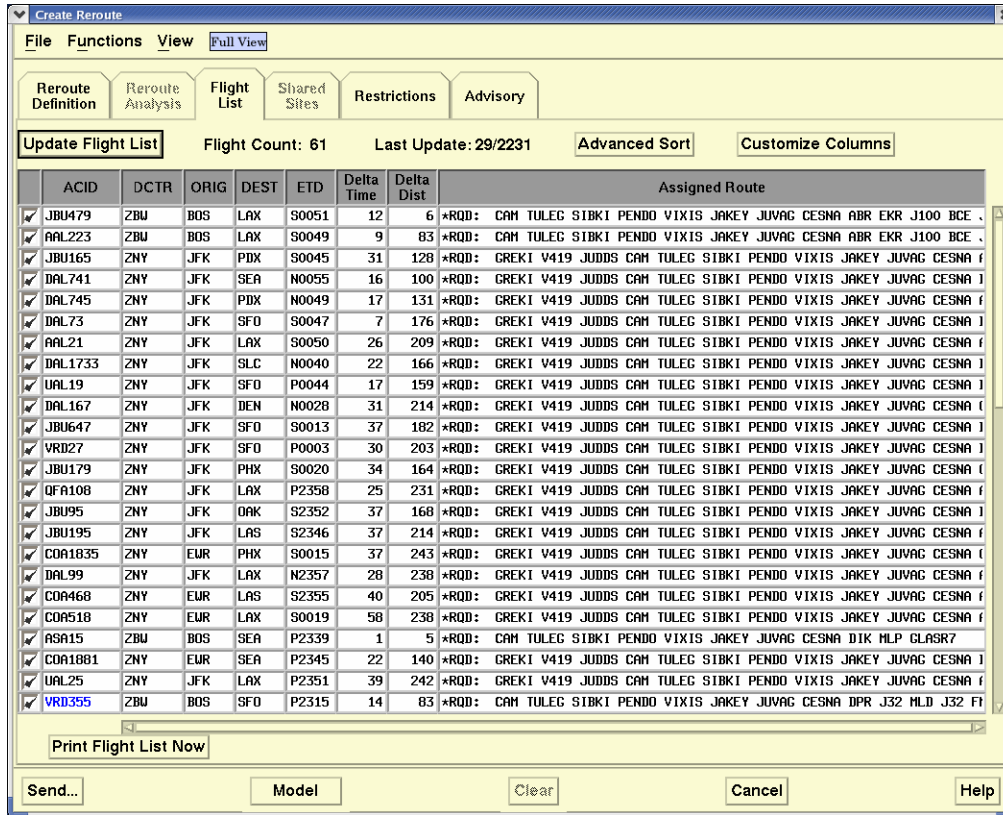 Create Reroute
File Functions View Full View
Reroute Definition Reroute Analysis Flight List Shared Sites Restrictions Advisory
Update Flight List Flight Count: 61 Last Update: 29/2231 Advanced Sort Customize Columns
ACID DCTR ORIG DEST ETD Delta Time Delta Dist Assigned Route
JBU479 ZBW BOS LAX S0051 12 6 *RQD: CAM TULEG SIBKI PENDO VIXIS JAKEY JUVAG CESNA ABR EKR J100 BCE
AAL223 ZBW BOS LAX S0049 9 83 *RQD: CAM TULEG SIBKI PENDO VIXIS JAKEY JUVAG CESNA ABR EKR J100 BCE
JBU165 ZNY JFK PDX S0045 31 128 *RQD: GREKI V419 JUDDS CAM TULEG SIBKI PENDO VIXIS JAKEY JUVAG CESNA
DAL741 ZNY JFK SEA N0055 16 100 *RQD: GREKI V419 JUDDS CAM TULEG SIBKI PENDO VIXIS JAKEY JUVAG CESNA
DAL745 ZNY JFK PDX N0049 17 131 *RQD: GREKI V419 JUDDS CAM TULEG SIBKI PENDO VIXIS JAKEY JUVAG CESNA
DAL73 ZNY JFK SFO S0047 7 176 *RQD: GREKI V419 JUDDS CAM TULEG SIBKI PENDO VIXIS JAKEY JUVAG CESNA
AAL21 ZNY JFK LAX S0050 26 209 *RQD: GREKI V419 JUDDS CAM TULEG SIBKI PENDO VIXIS JAKEY JUVAG CESNA
DAL1733 ZNY JFK SLC N0040 22 166 *RQD: GREKI V419 JUDDS CAM TULEG SIBKI PENDO VIXIS JAKEY JUVAG CESNA
UAL19 ZNY JFK SFO P0044 17 159 *RQD: GREKI V419 JUDDS CAM TULEG SIBKI PENDO VIXIS JAKEY JUVAG CESNA
DAL167 ZNY JFK DEN N0028 31 214 *RQD: GREKI V419 JUDDS CAM TULEG SIBKI PENDO VIXIS JAKEY JUVAG CESNA
JBU647 ZNY JFK SFO S0013 37 182 *RQD: GREKI V419 JUDDS CAM TULEG SIBKI PENDO VIXIS JAKEY JUVAG CESNA
VRD27 ZNY JFK SFO P0003 30 203 *RQD: GREKI V419 JUDDS CAM TULEG SIBKI PENDO VIXIS JAKEY JUVAG CESNA
JBU179 ZNY JFK PHX S0020 34 164 *RQD: GREKI V419 JUDDS CAM TULEG SIBKI PENDO VIXIS JAKEY JUVAG CESNA
QFA108 ZNY JFK LAX P2358 25 231 *RQD: GREKI V419 JUDDS CAM TULEG SIBKI PENDO VIXIS JAKEY JUVAG CESNA
JBU95 ZNY JFK OAK S2352 37 168 *RQD: GREKI V419 JUDDS CAM TULEG SIBKI PENDO VIXIS JAKEY JUVAG CESNA
JBU195 ZNY JFK LAS S2346 37 214 *RQD: GREKI V419 JUDDS CAM TULEG SIBKI PENDO VIXIS JAKEY JUVAG CESNA
COA1835 ZNY EWR PHX S0015 37 243 *RQD: GREKI V419 JUDDS CAM TULEG SIBKI PENDO VIXIS JAKEY JUVAG CESNA
DAL99 ZNY JFK LAX N2357 28 238 *RQD: GREKI V419 JUDDS CAM TULEG SIBKI PENDO VIXIS JAKEY JUVAG CESNA
COA468 ZNY EWR LAS S2355 40 205 *RQD: GREKI V419 JUDDS CAM TULEG SIBKI PENDO VIXIS JAKEY JUVAG CESNA
COA518 ZNY EWR LAX S0019 58 238 *RQD: GREKI V419 JUDDS CAM TULEG SIBKI PENDO VIXIS JAKEY JUVAG CESNA
ASA15 ZBW BOS SEA P2339 1 5 *RQD: CAM TULEG SIBKI PENDO VIXIS JAKEY JUVAG CESNA DIK MLP GLASR7
COA1881 ZNY EWR SEA P2345 22 140 *RQD: GREKI V419 JUDDS CAM TULEG SIBKI PENDO VIXIS JAKEY JUVAG CESNA
UAL25 ZNY JFK LAX P2351 39 242 *RQD: GREKI V419 JUDDS CAM TULEG SIBKI PENDO VIXIS JAKEY JUVAG CESNA
VRD355 ZBW BOS SFO P2315 14 83 *RQD: CAM TULEG SIBKI PENDO VIXIS JAKEY JUVAG CESNA DPR J32 MLD J32
Print Flight List Now
Send... Model Clear Cancel Help